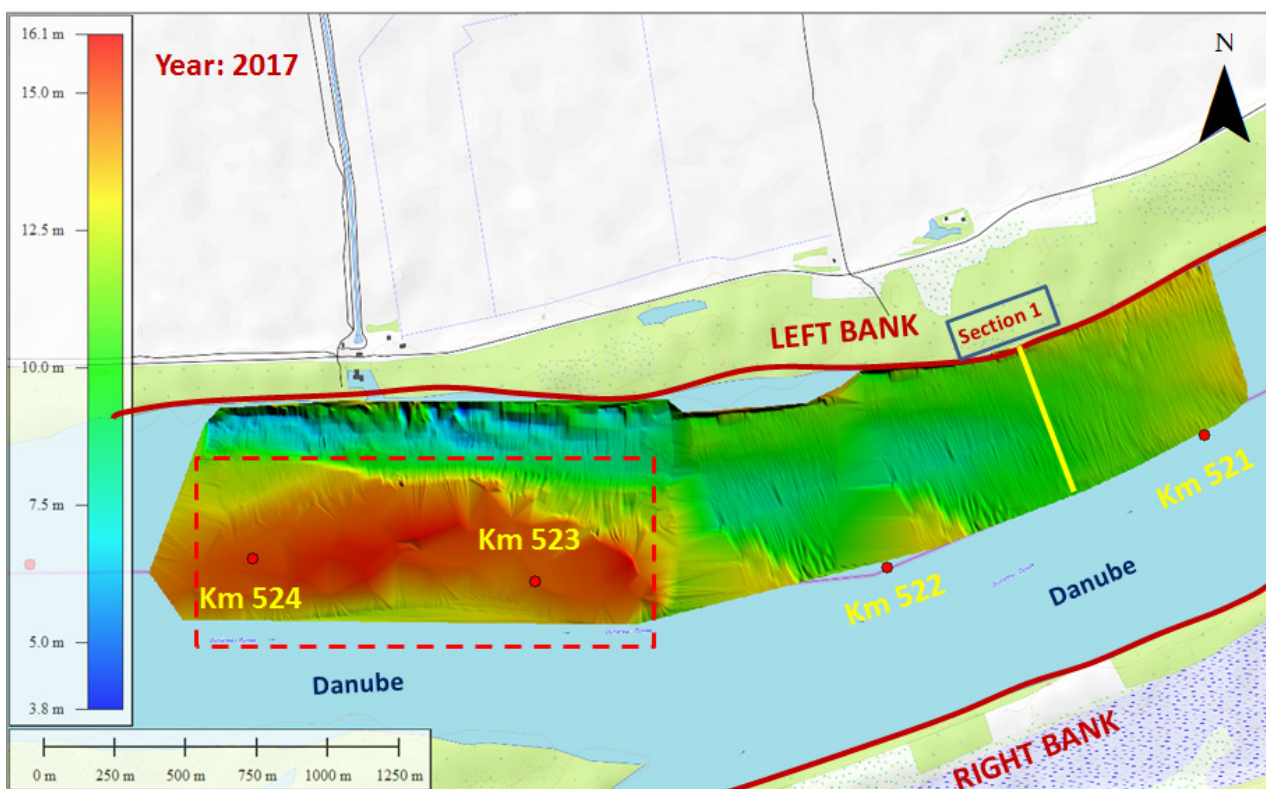 16.1 m
15.0 m
12.5 m
10.0 m
7.5 m
5.0 m
3.8 m
Year: 2017
N
LEFT BANK
Section 1
Km 524
Km 523
Km 522
Km 521
Danube
Danube
RIGHT BANK
0 m
250 m
500 m
750 m
1000 m
1250 m